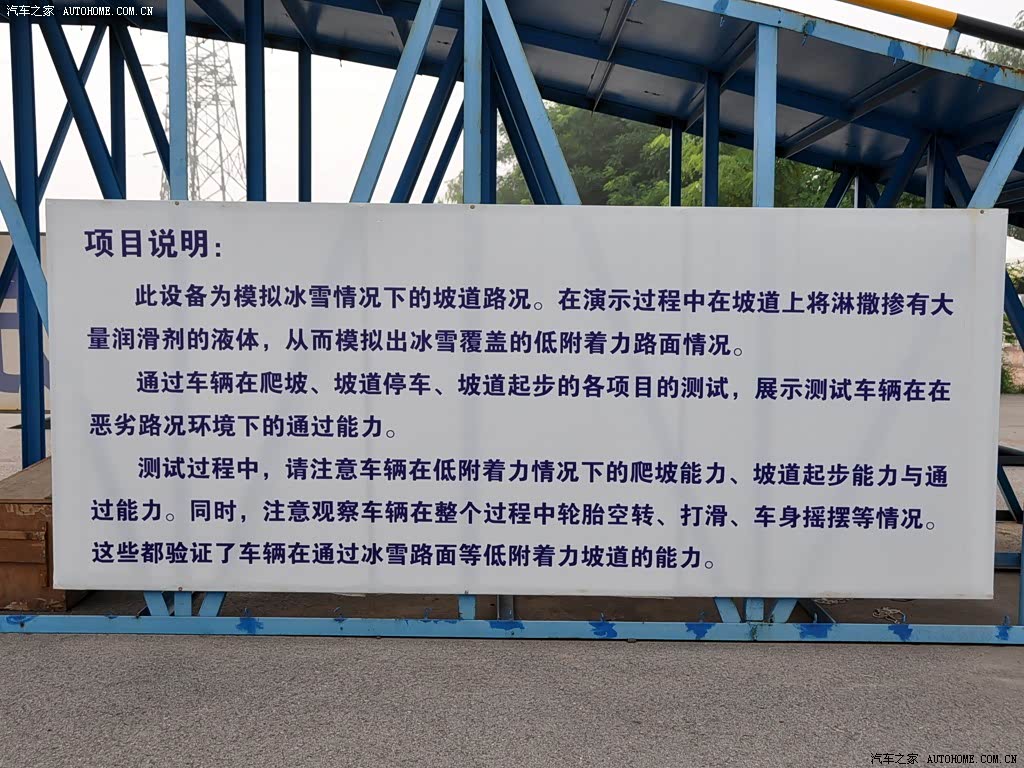 汽车之家 AUTOHOME.COM.CN
项目说明：
此设备为模拟冰雪情况下的坡道路况。在演示过程中在坡道上将淋撒掺有大
量润滑剂的液体，从而模拟出冰雪覆盖的低附着力路面情况。
通过车辆在爬坡、坡道停车、坡道起步的各项目的测试，展示测试车辆在在
恶劣路况环境下的通过能力。
测试过程中，请注意车辆在低附着力情况下的爬坡能力、坡道起步能力与通
过能力。同时，注意观察车辆在整个过程中轮胎空转、打滑、车身摇摆等情况。
这些都验证了车辆在通过冰雪路面等低附着力坡道的能力。
汽车之家 AUTOHOME.COM.CN